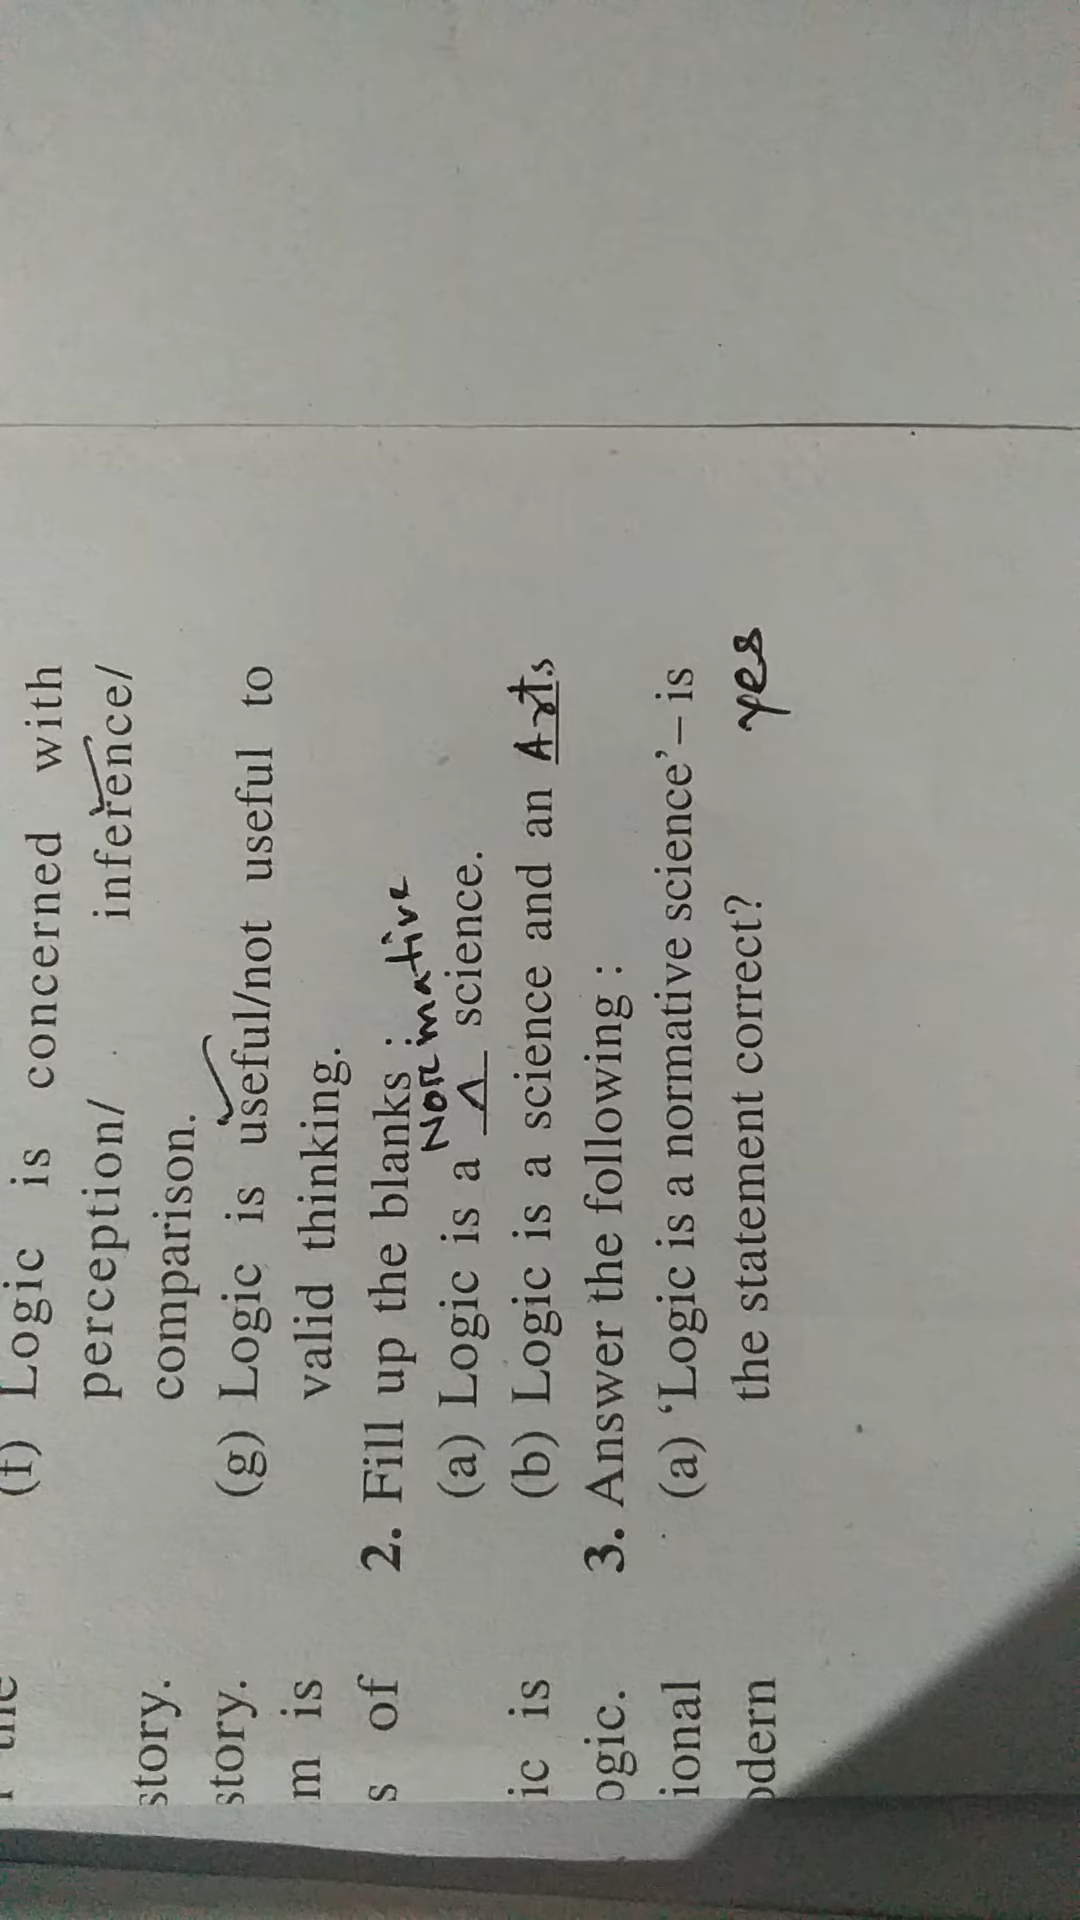 (f) Logic is concerned with
perception/ inference/
comparison.
(g) Logic is useful/not useful to
valid thinking.
2. Fill up the blanks :
Normative
(a) Logic is a science.
(b) Logic is a science and an Arts
3. Answer the following :
(a) ‘Logic is a normative science’– is
the statement correct? yes
story.
story.
m is
s of
ic is
ogic.
ional
odern